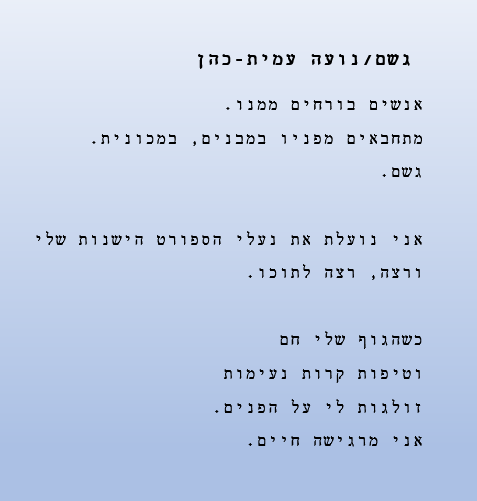 גשם/נועה עמית-כהן
אנשים בורחים ממנו.
מתחבאים מפניו במבנים, במכונית.
גשם.
אני נועלת את נעלי הספורט הישנות שלי
ורצה, רצה לתוכו.
כשהגוף שלי חם
וטיפות קרות נעימות
זולגות לי על הפנים.
אני מרגישה חיים.